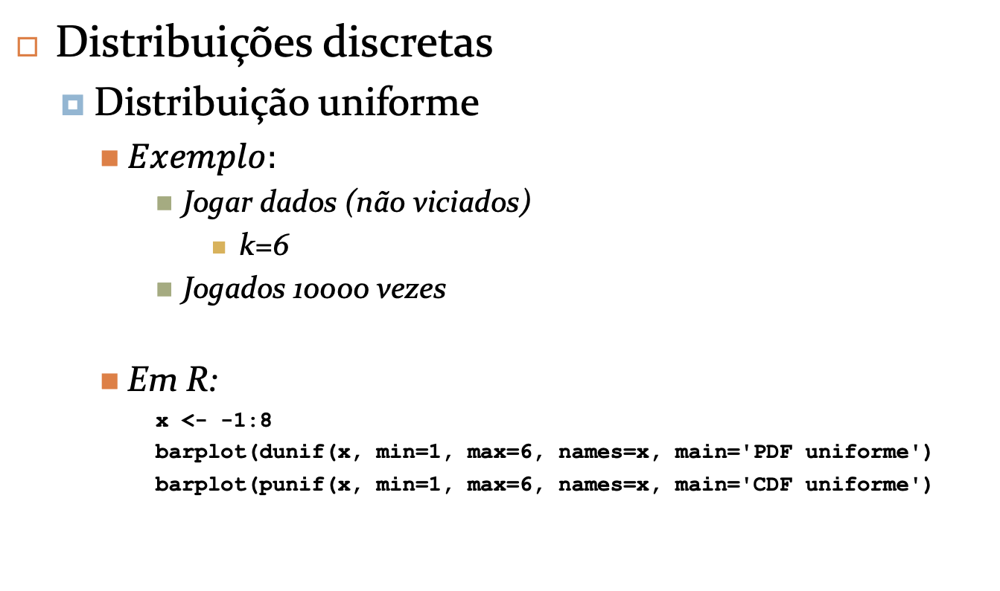 Distribuições discretas
Distribuição uniforme
Exemplo:
Jogar dados (não viciados)
k=6
Jogados 10000 vezes
Em R:
x <- -1:8
barplot(dunif(x, min=1, max=6, names=x, main='PDF uniforme')
barplot(punif(x, min=1, max=6, names=x, main='CDF uniforme')